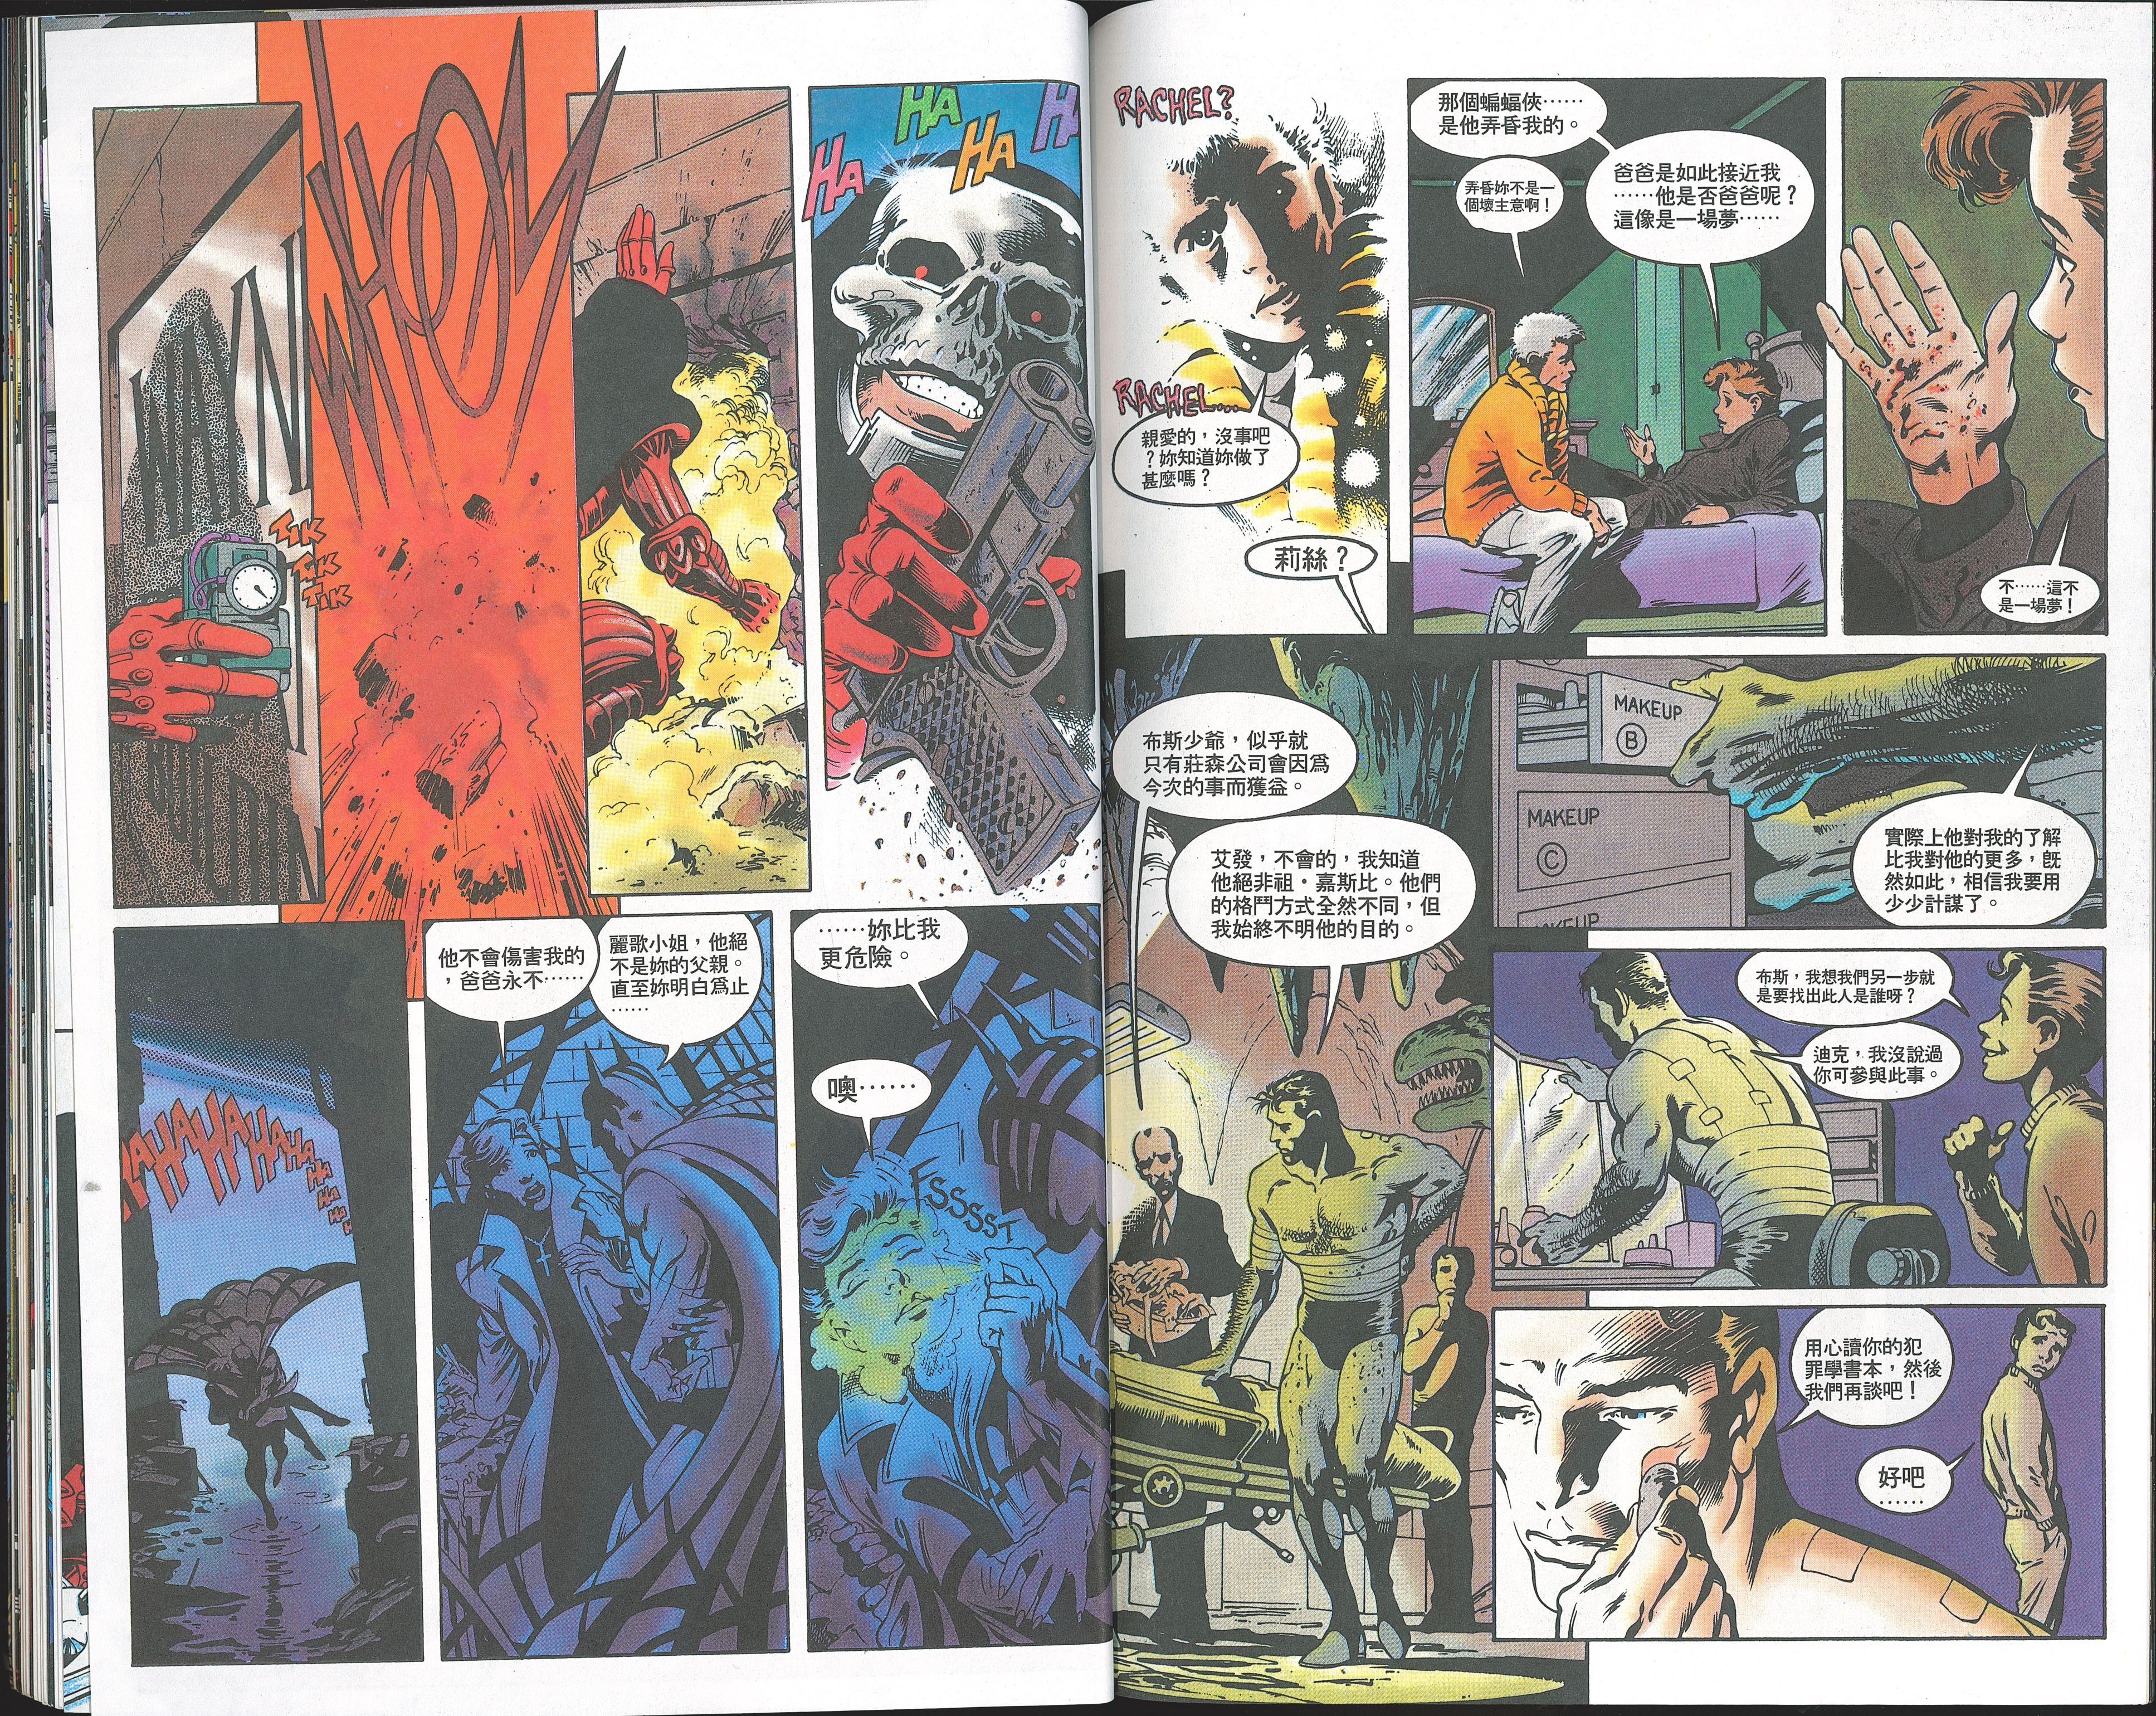 TIK
TIK
TIK
WHOOM
HA
HA
HA
HA
HAHAHAHAHAHA
HA
HA
HA
HA
他不會傷害我的
，爸爸永不……
麗歌小姐，他絕
不是妳的父親。
直至妳明白爲止
……
……妳比我
更危險。
噢……
FSSSSST
RACHEL?
RACHEL...
親愛的，沒事吧
？妳知道妳做了
甚麼嗎？
莉絲？
那個蝙蝠俠……
是他弄昏我的。
弄昏妳不是一
個壞主意啊！
爸爸是如此接近我
……他是否爸爸呢？
這像是一場夢……
不……這不
是一場夢！
布斯少爺，似乎就
只有莊森公司會因爲
今次的事而獲益。
艾發，不會的，我知道
他絕非祖・嘉斯比。他們
的格鬥方式全然不同，但
我始終不明他的目的。
MAKEUP
B
MAKEUP
C
MAKEUP
實際上他對我的了解
比我對他的更多，旣
然如此，相信我要用
少少計謀了。
布斯，我想我們另一步就
是要找出此人是誰呀？
迪克，我沒說過
你可參與此事。
用心讀你的犯
罪學書本，然後
我們再談吧！
好吧
……